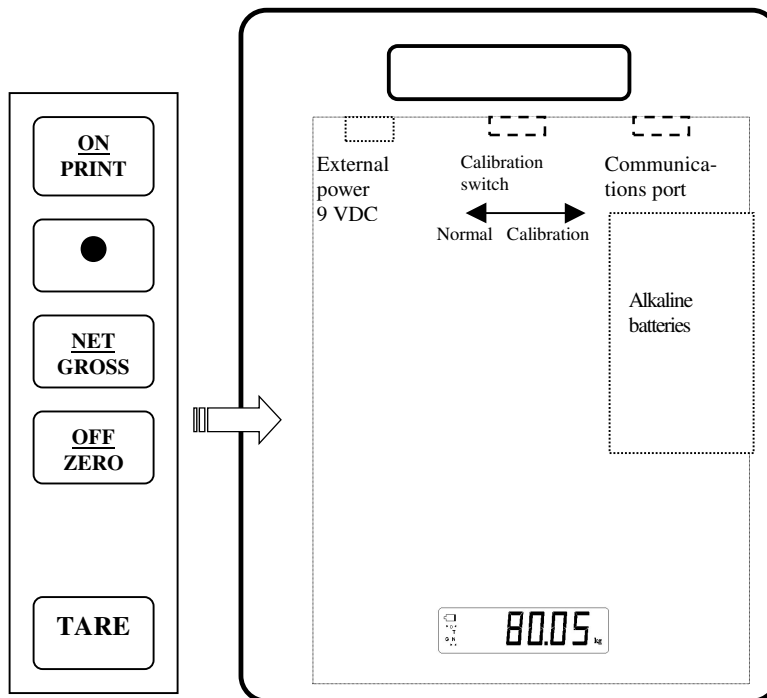 ON
PRINT
NET
GROSS
OFF
ZERO
TARE
External
power
9 VDC
Calibration
switch
Normal Calibration
Communica-
tions port
Alkaline
batteries
80.05 kg
O
T
G N